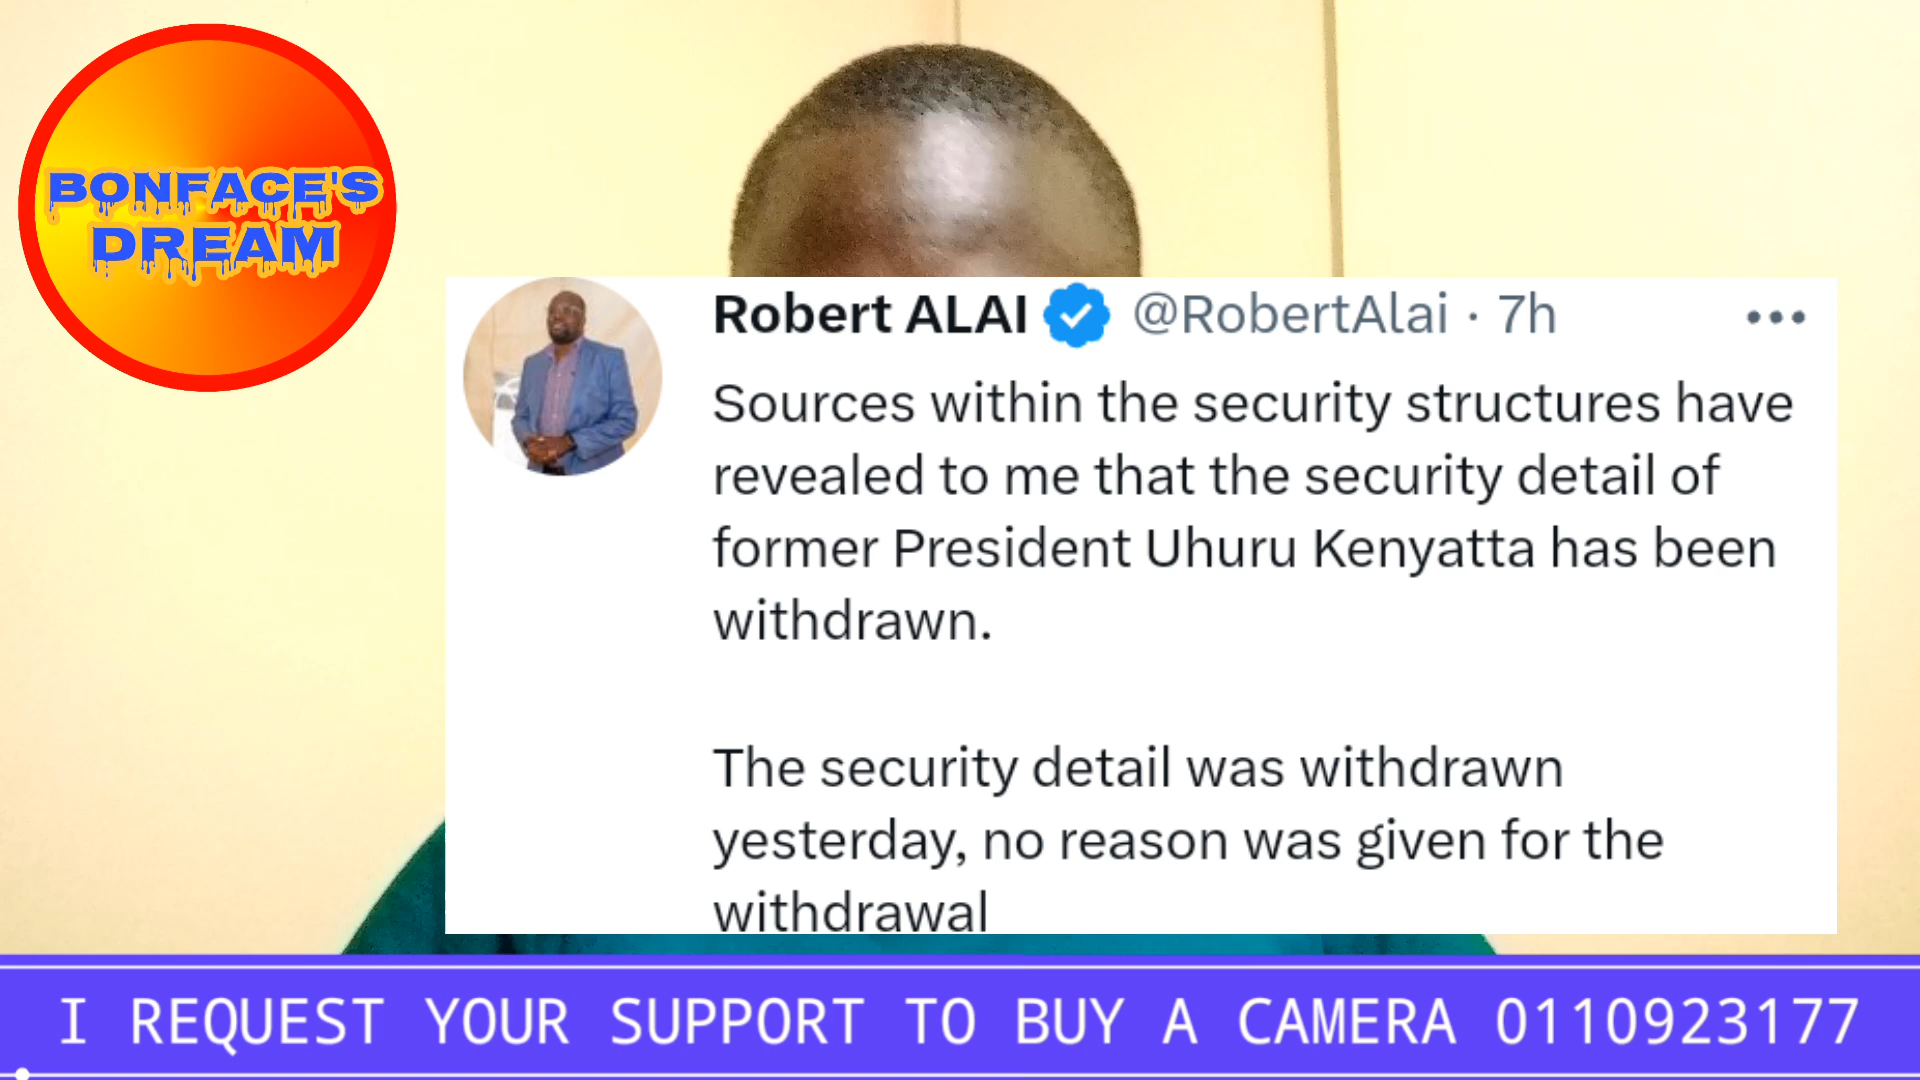 BONFACE'S
DREAM
Robert ALAI @RobertAlai · 7h
Sources within the security structures have
revealed to me that the security detail of
former President Uhuru Kenyatta has been
withdrawn.
The security detail was withdrawn
yesterday, no reason was given for the
withdrawal
I REQUEST YOUR SUPPORT TO BUY A CAMERA 0110923177